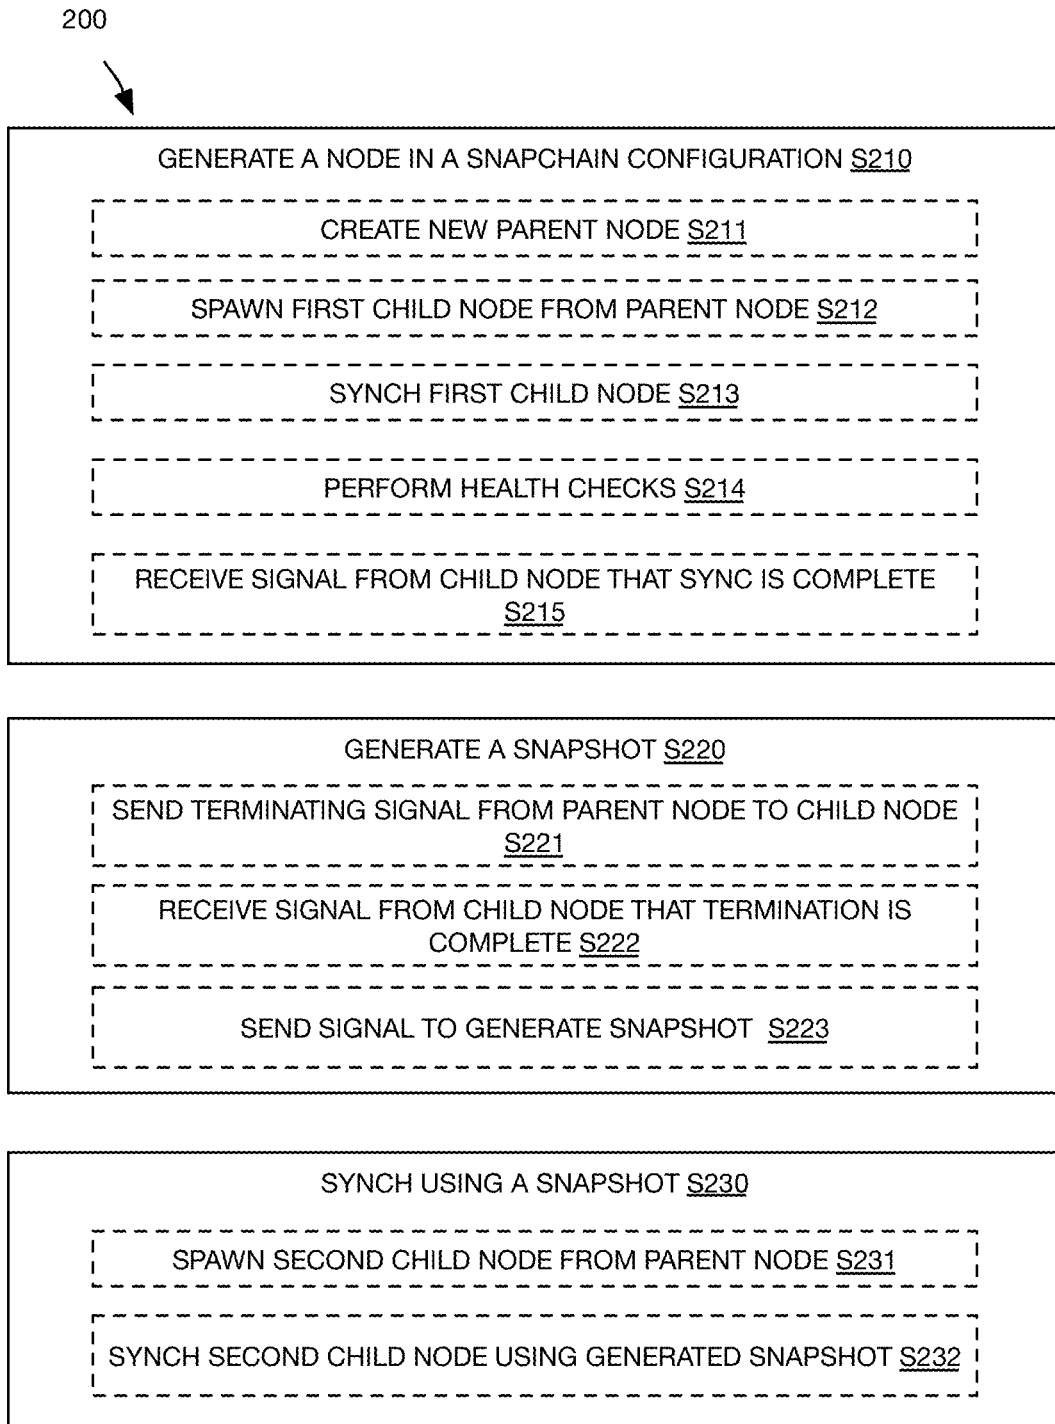 200
GENERATE A NODE IN A SNAPCHAIN CONFIGURATION S210
CREATE NEW PARENT NODE S211
SPAWN FIRST CHILD NODE FROM PARENT NODE S212
SYNCH FIRST CHILD NODE S213
PERFORM HEALTH CHECKS S214
RECEIVE SIGNAL FROM CHILD NODE THAT SYNC IS COMPLETE
S215
GENERATE A SNAPSHOT S220
SEND TERMINATING SIGNAL FROM PARENT NODE TO CHILD NODE
S221
RECEIVE SIGNAL FROM CHILD NODE THAT TERMINATION IS
COMPLETE S222
SEND SIGNAL TO GENERATE SNAPSHOT S223
SYNCH USING A SNAPSHOT S230
SPAWN SECOND CHILD NODE FROM PARENT NODE S231
SYNCH SECOND CHILD NODE USING GENERATED SNAPSHOT S232